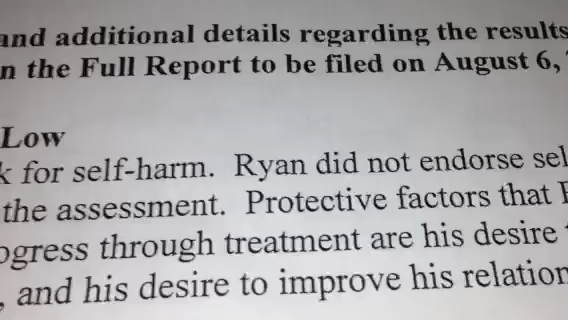 and additional details regarding the results
n the Full Report to be filed on August 6,
Low
k for self-harm. Ryan did not endorse sel
the assessment. Protective factors that
ogress through treatment are his desire
, and his desire to improve his relation